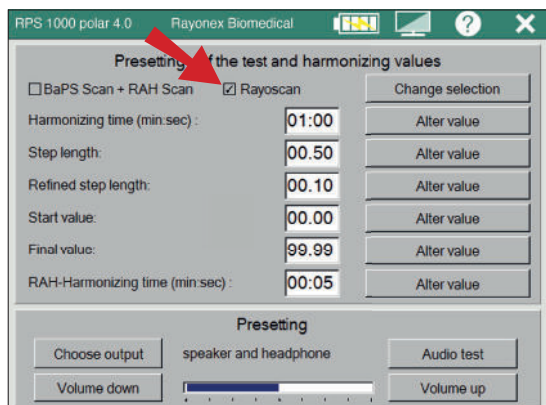 RPS 1000 polar 4.0 Rayonex Biomedical ? X
Presetting of the test and harmonizing values
BaPS Scan + RAH Scan Rayoscan Change selection
Harmonizing time (min:sec) : 01:00 Alter value
Step length: 00.50 Alter value
Refined step length: 00.10 Alter value
Start value: 00.00 Alter value
Final value: 99.99 Alter value
RAH-Harmonizing time (min:sec) : 00:05 Alter value
Presetting
Choose output speaker and headphone Audio test
Volume down Volume up